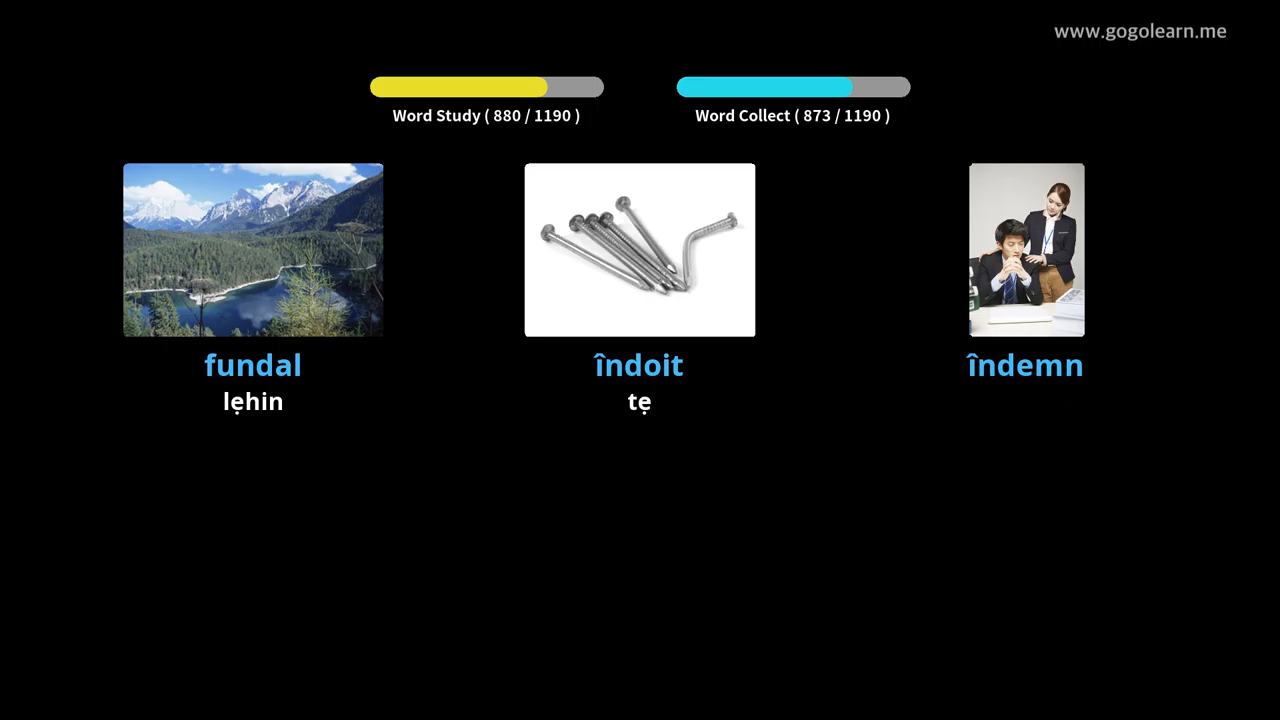 www.gogolearn.me
Word Study ( 880 / 1190 )
Word Collect ( 873 / 1190 )
fundal
lẹhin
îndoit
tẹ
îndemn